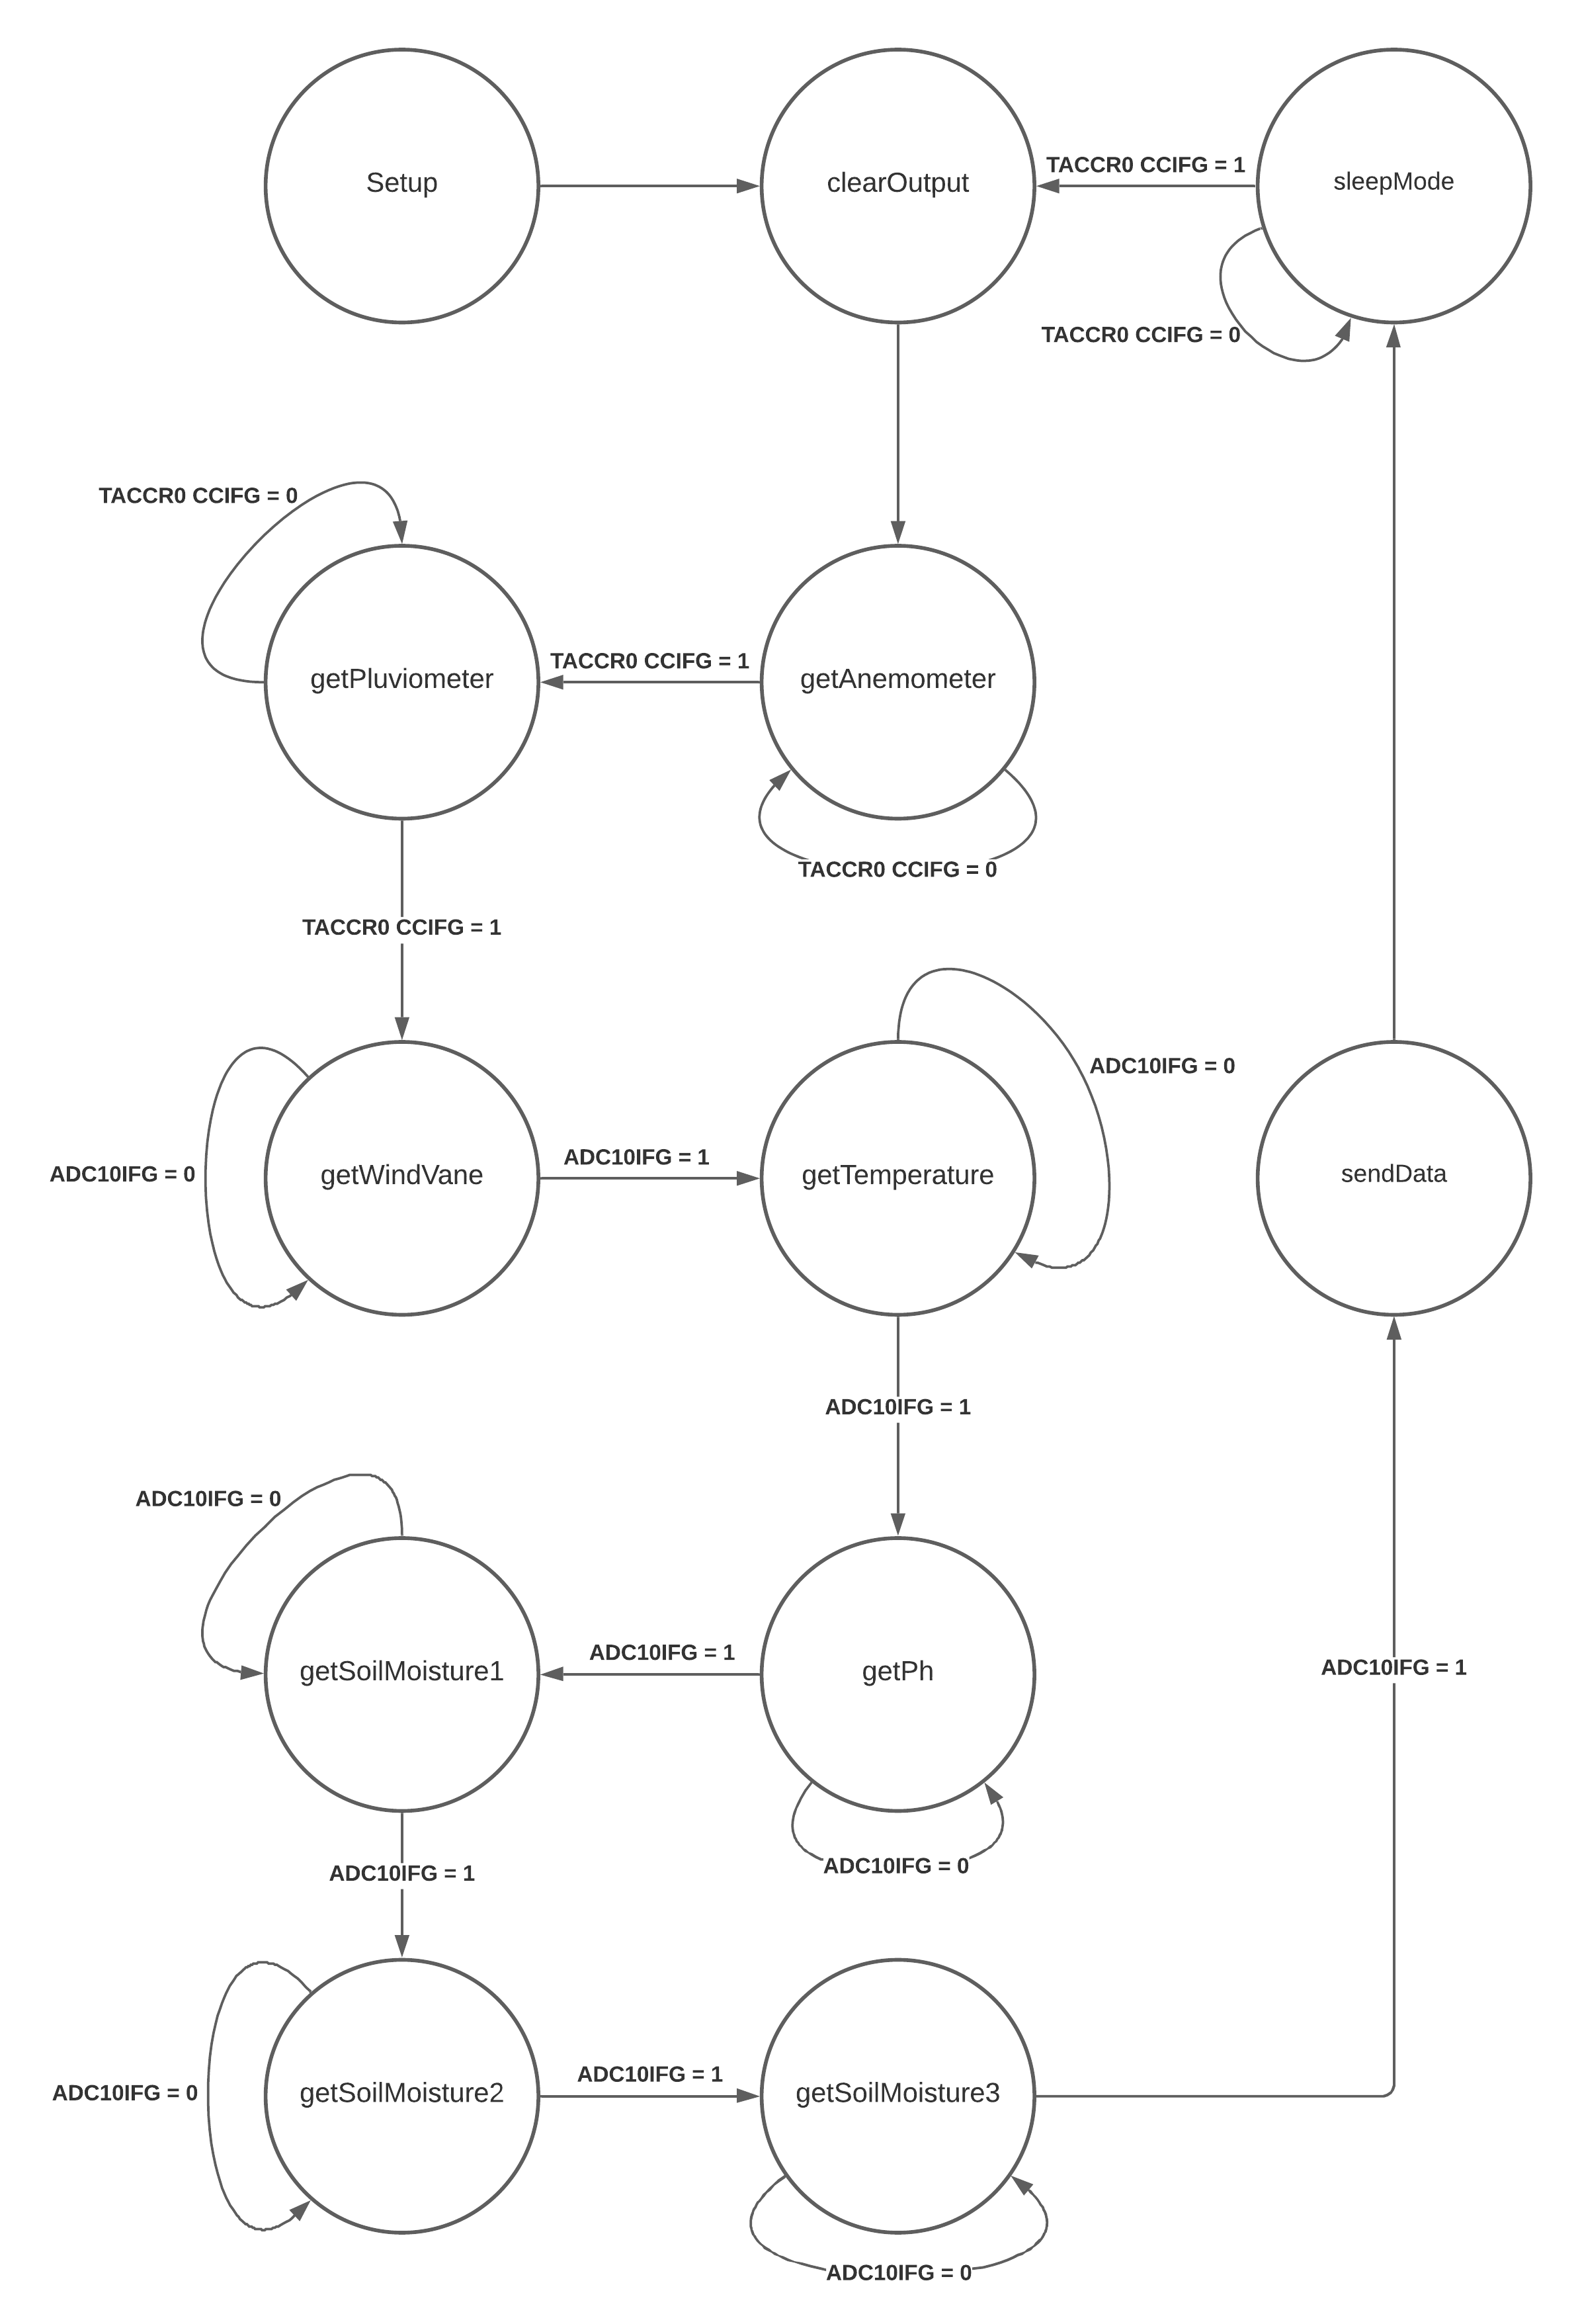 Setup
clearOutput
TACCR0 CCIFG = 1
sleepMode
TACCR0 CCIFG = 0
TACCR0 CCIFG = 0
getPluviometer
TACCR0 CCIFG = 1
getAnemometer
TACCR0 CCIFG = 0
TACCR0 CCIFG = 1
ADC10IFG = 0
ADC10IFG = 0
getWindVane
ADC10IFG = 1
getTemperature
sendData
ADC10IFG = 1
ADC10IFG = 0
getSoilMoisture1
ADC10IFG = 1
getPh
ADC10IFG = 1
ADC10IFG = 0
ADC10IFG = 1
ADC10IFG = 0
getSoilMoisture2
ADC10IFG = 1
getSoilMoisture3
ADC10IFG = 0